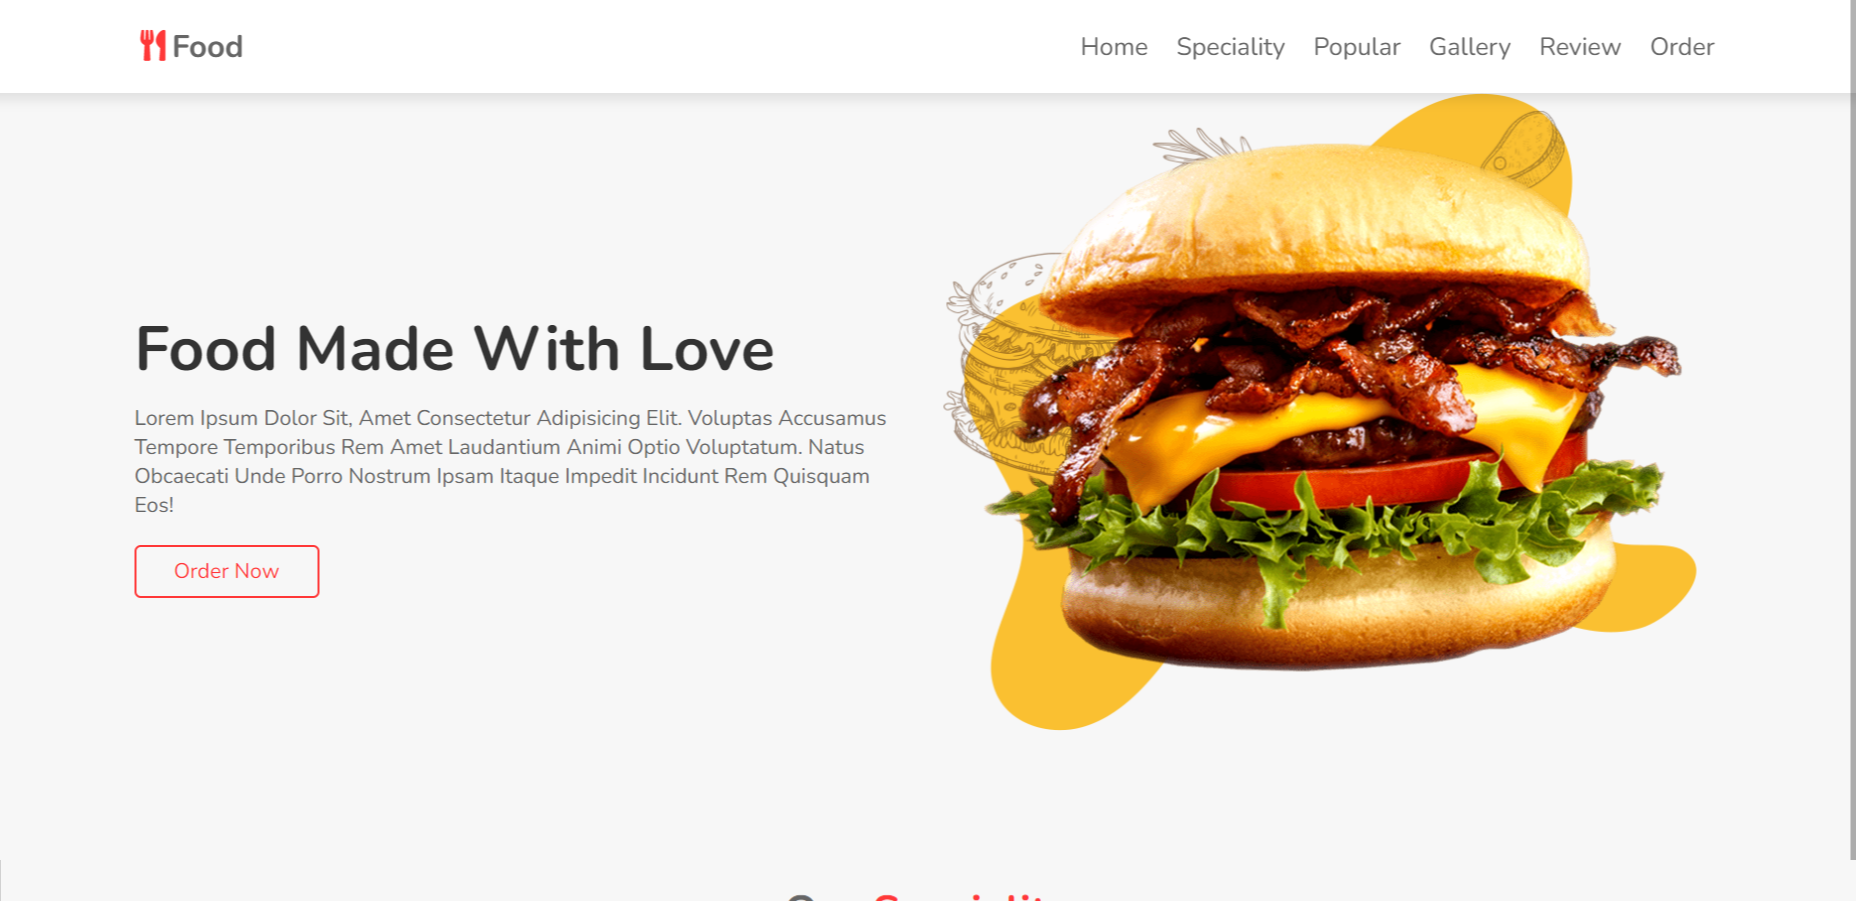 Food
Home Speciality Popular Gallery Review Order
Food Made With Love
Lorem Ipsum Dolor Sit, Amet Consectetur Adipisicing Elit. Voluptas Accusamus
Tempore Temporibus Rem Amet Laudantium Animi Optio Voluptatum. Natus
Obcaecati Unde Porro Nostrum Ipsam Itaque Impedit Incidunt Rem Quisquam
Eos!
Order Now